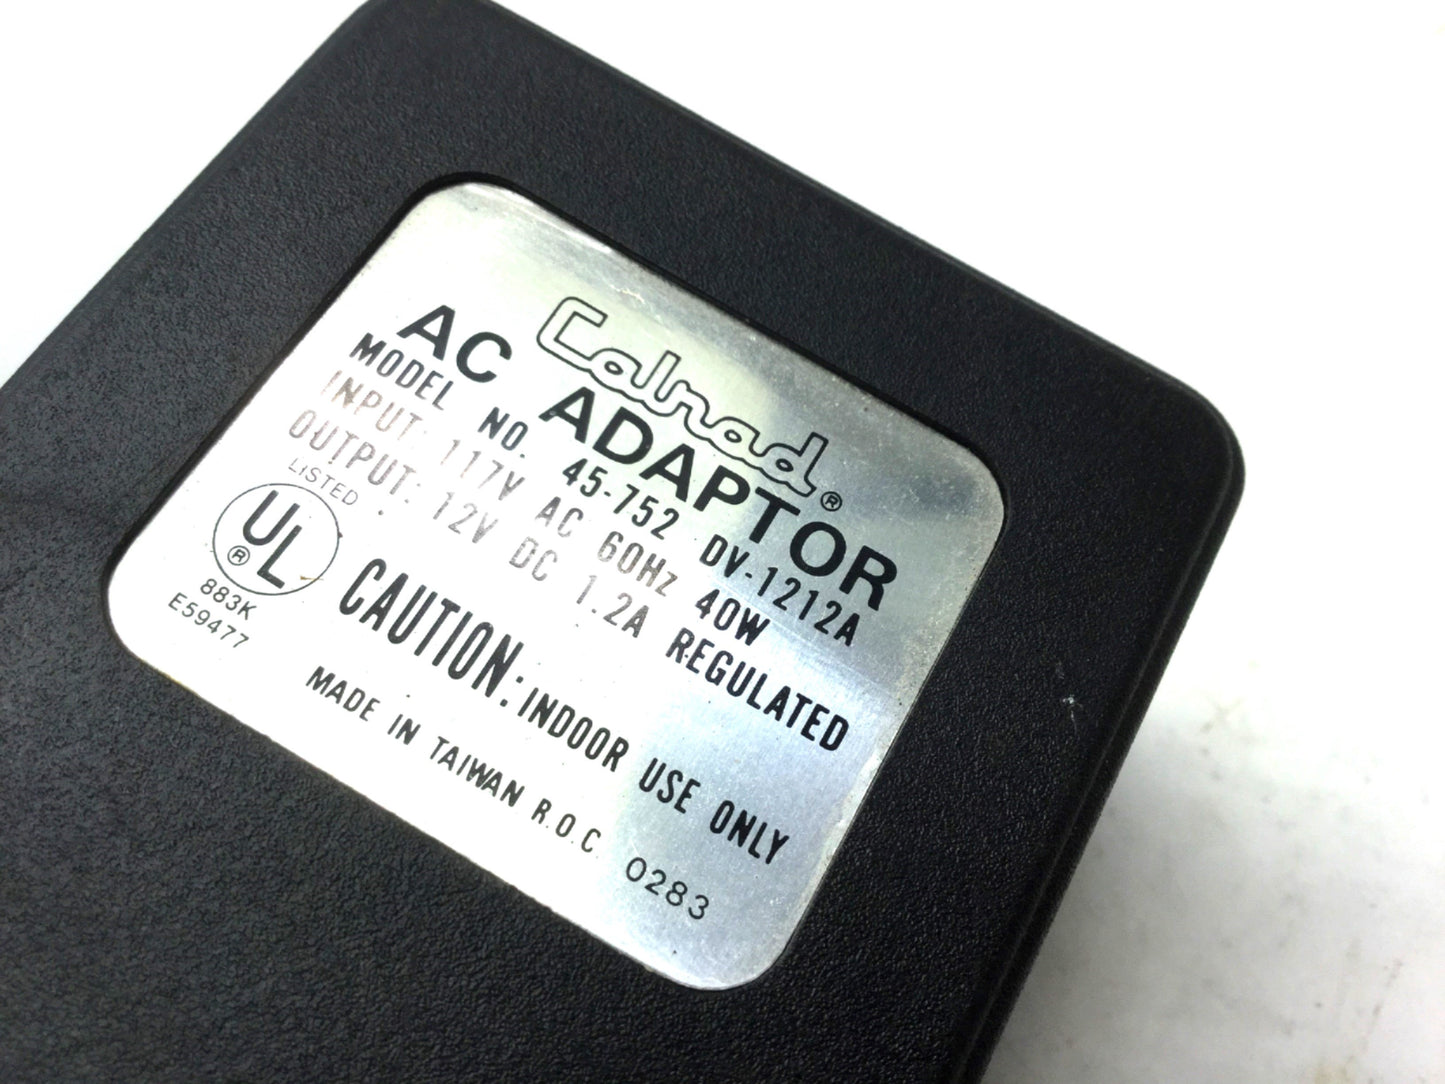 Calrad®
AC ADAPTOR
MODEL NO. 45-752 DV-1212A
INPUT: 117V AC 60Hz 40W
OUTPUT: 12V DC 1.2A REGULATED
LISTED
UL®
883K
E59477
CAUTION: INDOOR USE ONLY
MADE IN TAIWAN R.O.C. 0283